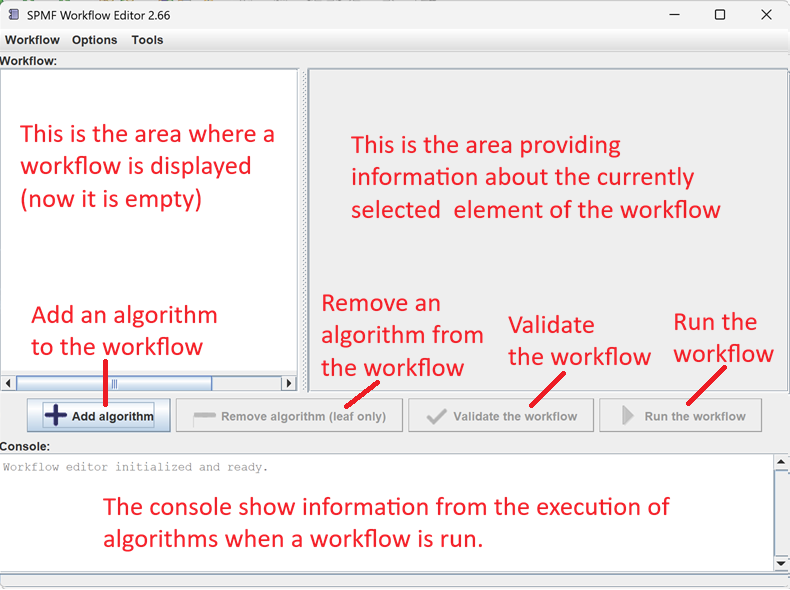 SPMF Workflow Editor 2.66
Workflow Options Tools
Workflow:
This is the area where a
workflow is displayed
(now it is empty)
This is the area providing
information about the currently
selected element of the workflow
Add an algorithm
to the workflow
Remove an
algorithm from
the workflow
Validate
the workflow
Run the
workflow
Add algorithm
Remove algorithm (leaf only)
Validate the workflow
Run the workflow
Console:
Workflow editor initialized and ready.
The console show information from the execution of
algorithms when a workflow is run.